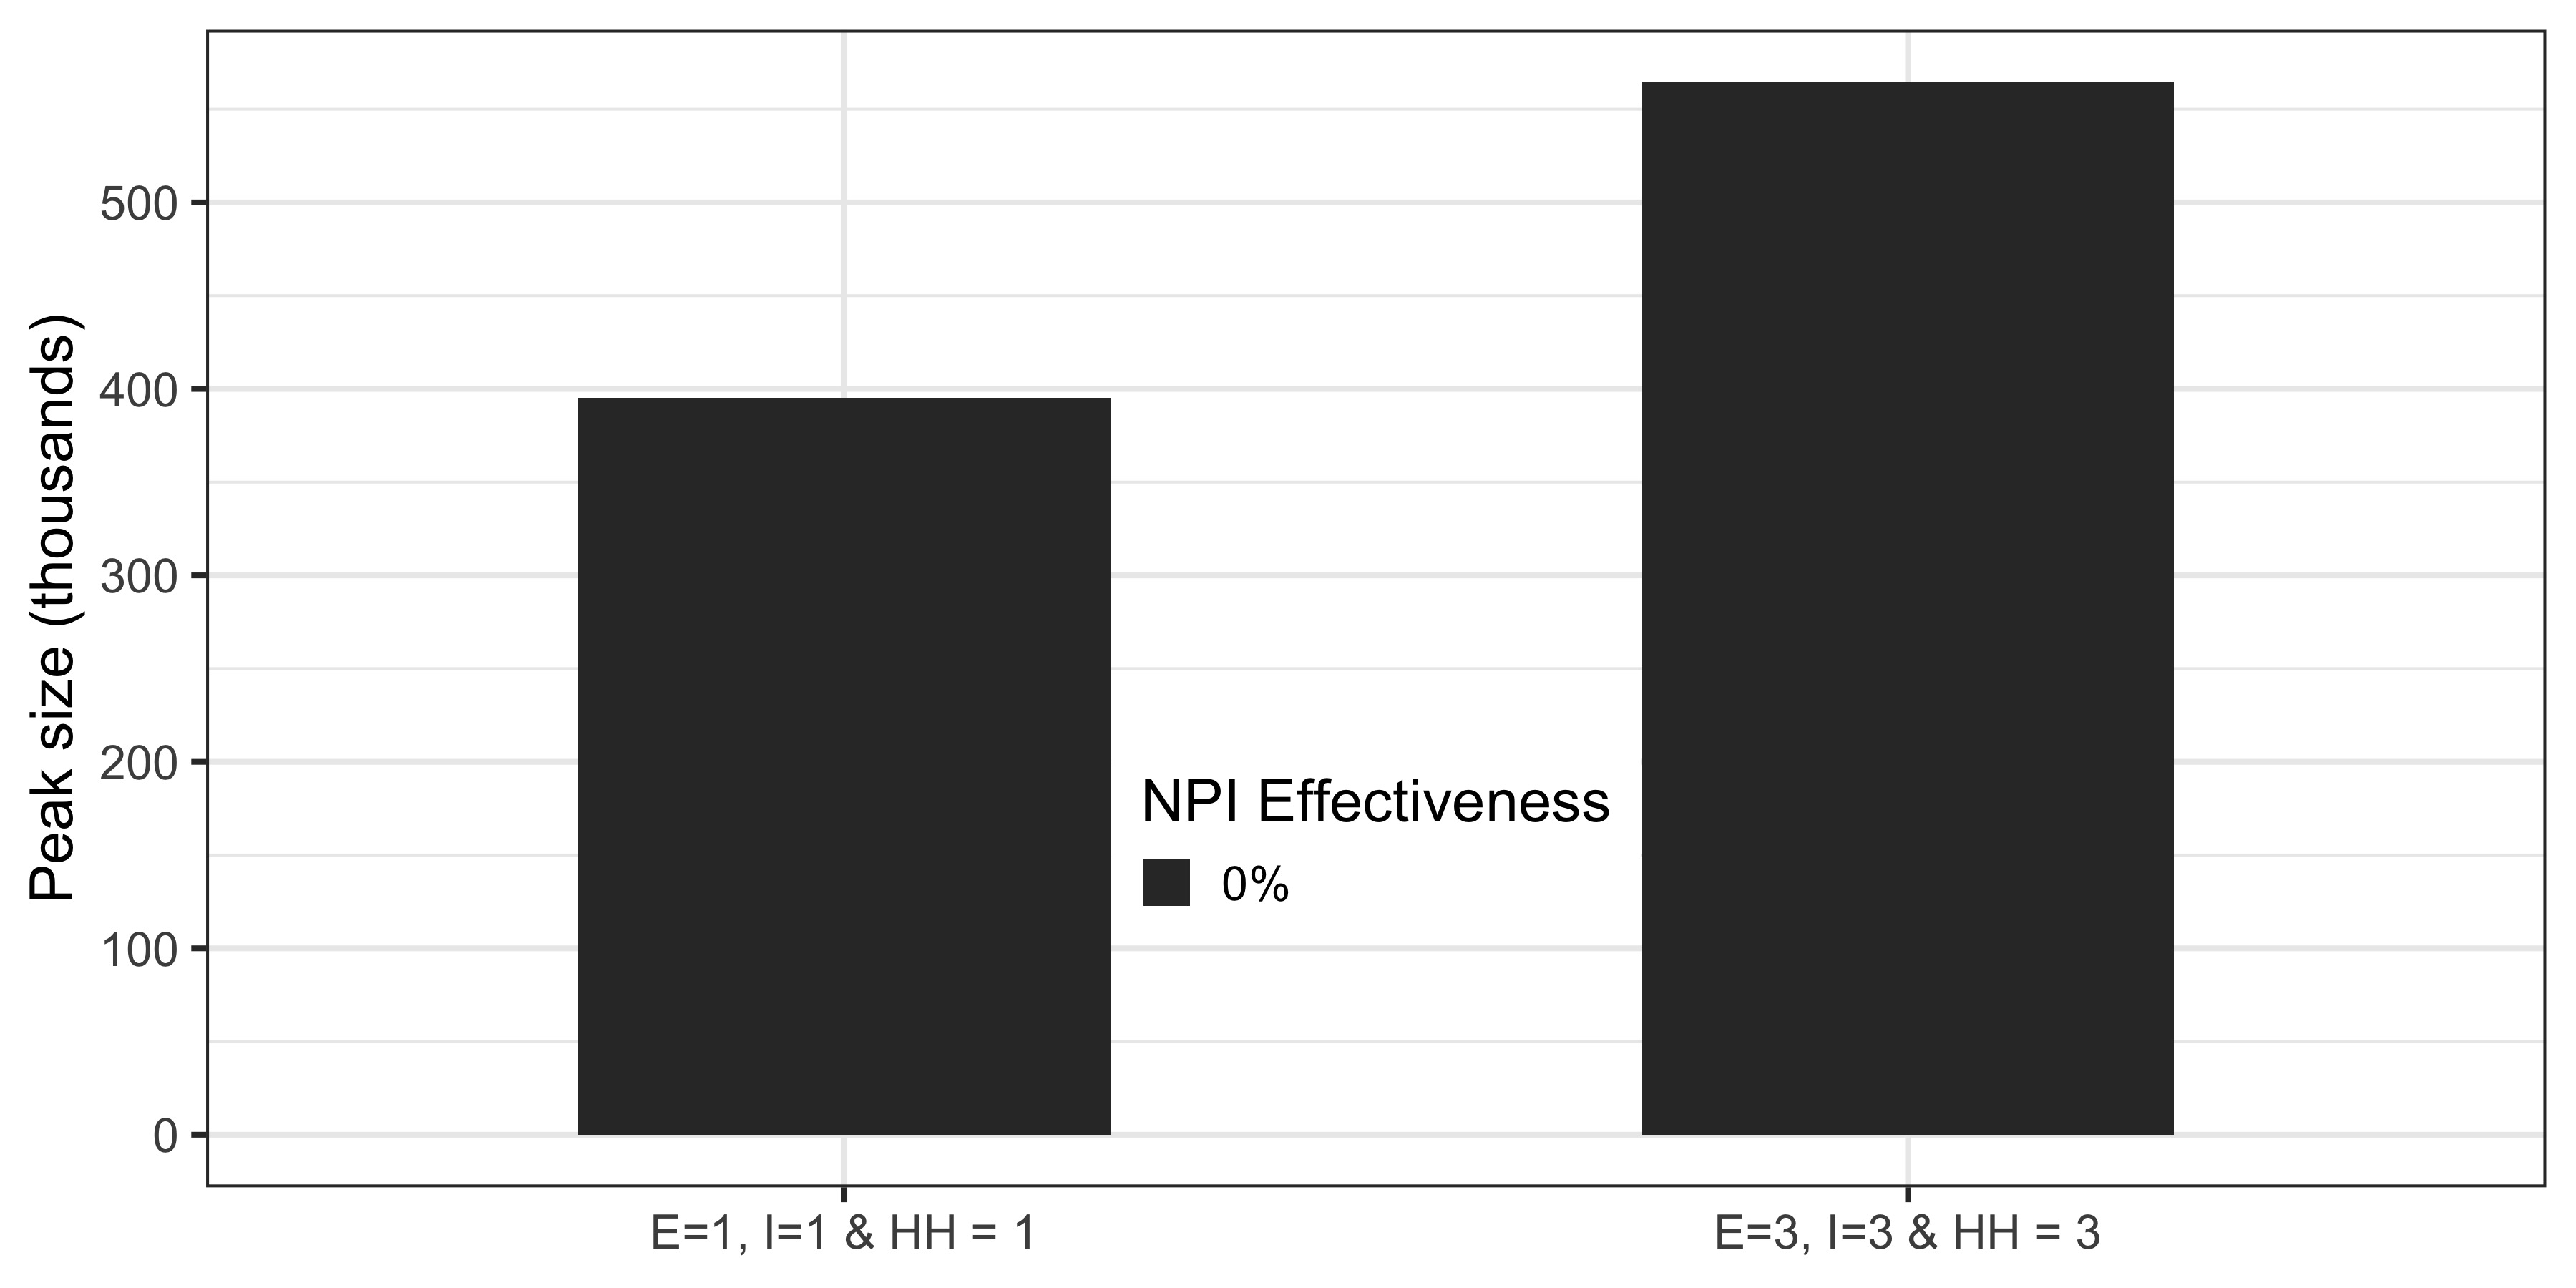 Peak size (thousands)
500
400
300
200
100
0
NPI Effectiveness
0%
E=1, I=1 & HH = 1
E=3, I=3 & HH = 3